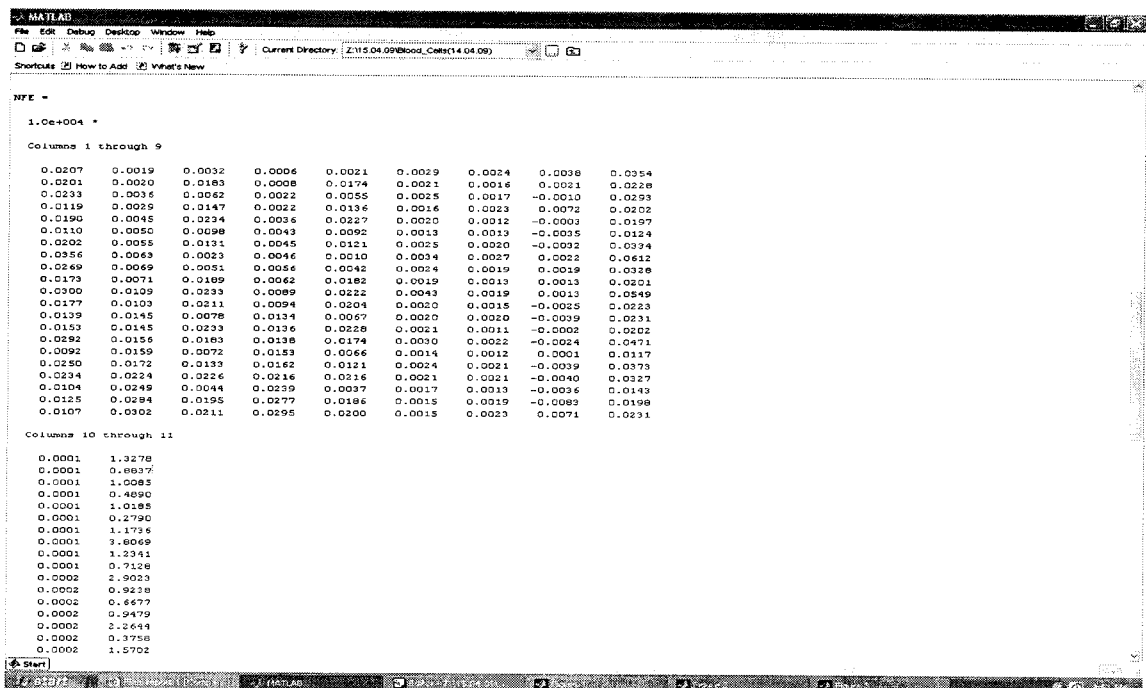 MATLAB
File Edit Debug Desktop Window Help
Current Directory: Z:\15.04.09\Blood_Cells(14.04.09)
Shortcuts How to Add What's New
NFE =
1.0e+004 *
Columns 1 through 9
0.0207 0.0019 0.0032 0.0006 0.0021 0.0029 0.0024 0.0038 0.0354
0.0201 0.0020 0.0183 0.0008 0.0174 0.0021 0.0016 0.0021 0.0228
0.0233 0.0036 0.0062 0.0022 0.0055 0.0025 0.0017 -0.0010 0.0293
0.0119 0.0029 0.0147 0.0022 0.0136 0.0016 0.0023 0.0072 0.0202
0.0190 0.0045 0.0234 0.0036 0.0227 0.0020 0.0012 -0.0003 0.0197
0.0110 0.0050 0.0098 0.0043 0.0092 0.0013 0.0013 -0.0035 0.0124
0.0202 0.0055 0.0131 0.0045 0.0121 0.0025 0.0020 -0.0032 0.0334
0.0356 0.0063 0.0023 0.0046 0.0010 0.0034 0.0027 0.0022 0.0612
0.0269 0.0069 0.0051 0.0056 0.0042 0.0024 0.0019 0.0019 0.0328
0.0173 0.0071 0.0189 0.0062 0.0182 0.0019 0.0013 0.0013 0.0201
0.0300 0.0109 0.0233 0.0089 0.0222 0.0043 0.0019 0.0013 0.0549
0.0177 0.0103 0.0211 0.0094 0.0204 0.0020 0.0015 -0.0025 0.0223
0.0139 0.0145 0.0078 0.0134 0.0067 0.0020 0.0020 -0.0039 0.0231
0.0153 0.0145 0.0233 0.0136 0.0228 0.0021 0.0011 -0.0002 0.0202
0.0292 0.0156 0.0183 0.0138 0.0174 0.0030 0.0022 -0.0024 0.0471
0.0092 0.0159 0.0072 0.0153 0.0066 0.0014 0.0012 0.0001 0.0117
0.0250 0.0172 0.0133 0.0162 0.0121 0.0024 0.0021 -0.0039 0.0373
0.0234 0.0224 0.0226 0.0216 0.0216 0.0021 0.0021 -0.0040 0.0327
0.0104 0.0249 0.0044 0.0239 0.0037 0.0017 0.0013 -0.0036 0.0143
0.0125 0.0284 0.0195 0.0277 0.0186 0.0015 0.0019 -0.0083 0.0198
0.0107 0.0302 0.0211 0.0295 0.0200 0.0015 0.0023 0.0071 0.0231
Columns 10 through 11
0.0001 1.3278
0.0001 0.8837
0.0001 1.0085
0.0001 0.4890
0.0001 1.0185
0.0001 0.2790
0.0001 1.1736
0.0001 3.8069
0.0001 1.2341
0.0001 0.7128
0.0002 2.9023
0.0002 0.9238
0.0002 0.6677
0.0002 0.9479
0.0002 2.2644
0.0002 0.3758
0.0002 1.5702
Start
start MATLAB